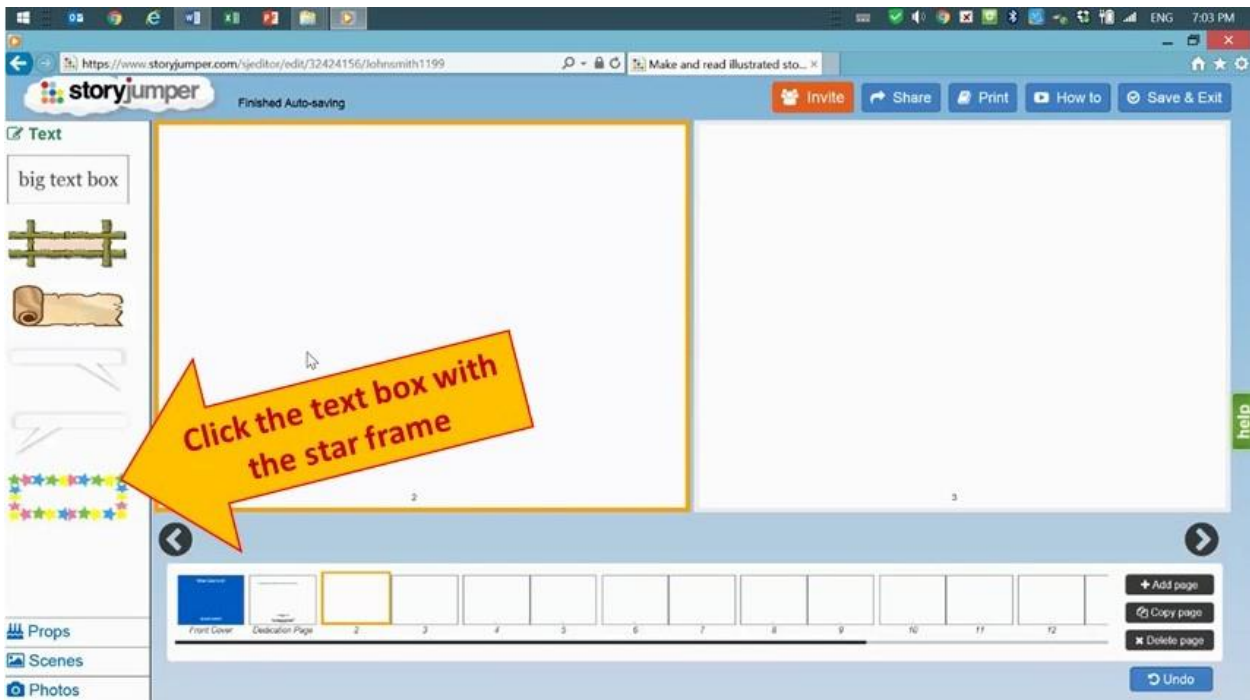 ENG 7:03 PM
https://www.storyjumper.com/sjeditor/edit/32424156/Johnsmith1199
Make and read illustrated sto...
storyjumper
Finished Auto-saving
Invite
Share
Print
How to
Save & Exit
Text
big text box
Click the text box with
the star frame
help
2
3
Front Cover
Dedication Page
2
3
4
5
6
7
8
9
10
11
12
+ Add page
Copy page
Delete page
Props
Scenes
Photos
Undo